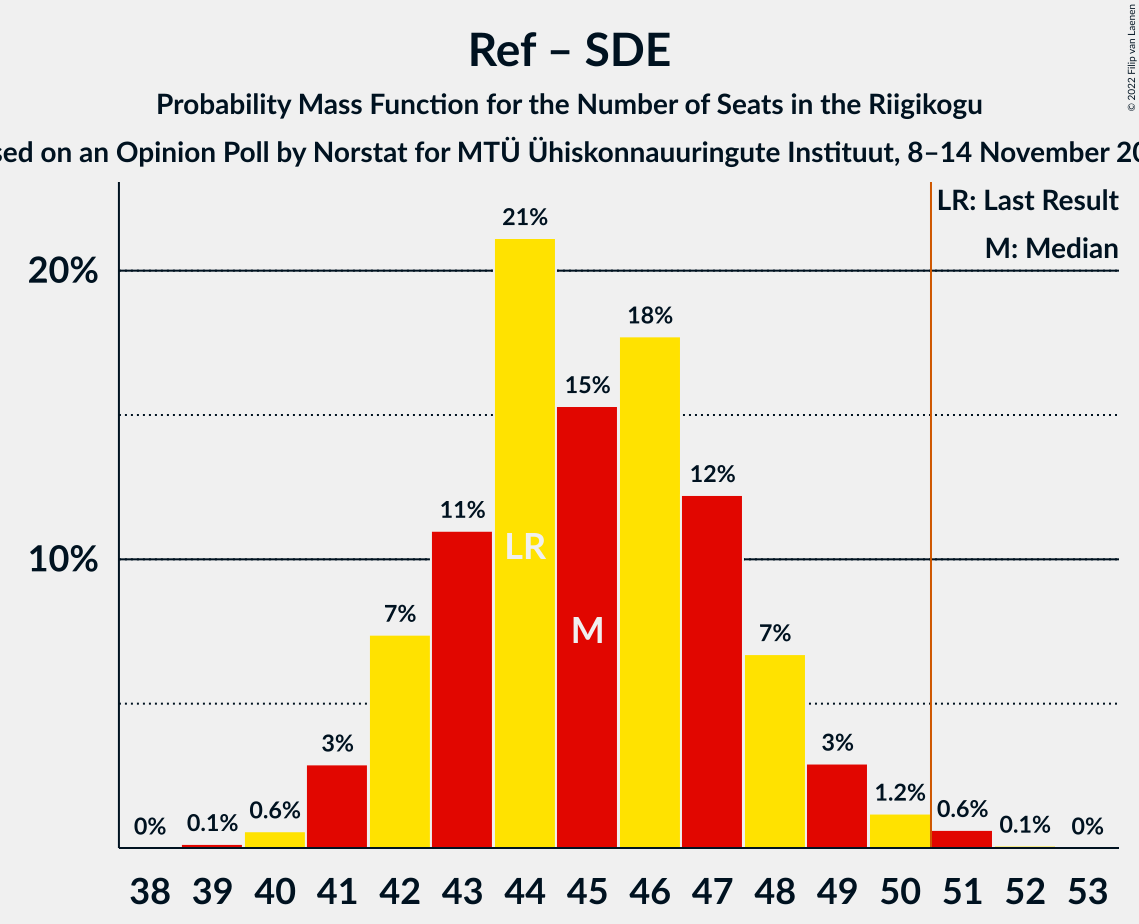 © 2022 Filip van Laenen
Ref – SDE
Probability Mass Function for the Number of Seats in the Riigikogu
on an Opinion Poll by Norstat for MTÜ Ühiskonnauuringute Instituut, 8–14 November
LR: Last Result
M: Median
20%
10%
21%
18%
15%
12%
11%
7%
7%
3%
3%
1.2%
0.6%
0.6%
0.1%
0.1%
0%
0%
LR
M
38 39 40 41 42 43 44 45 46 47 48 49 50 51 52 53